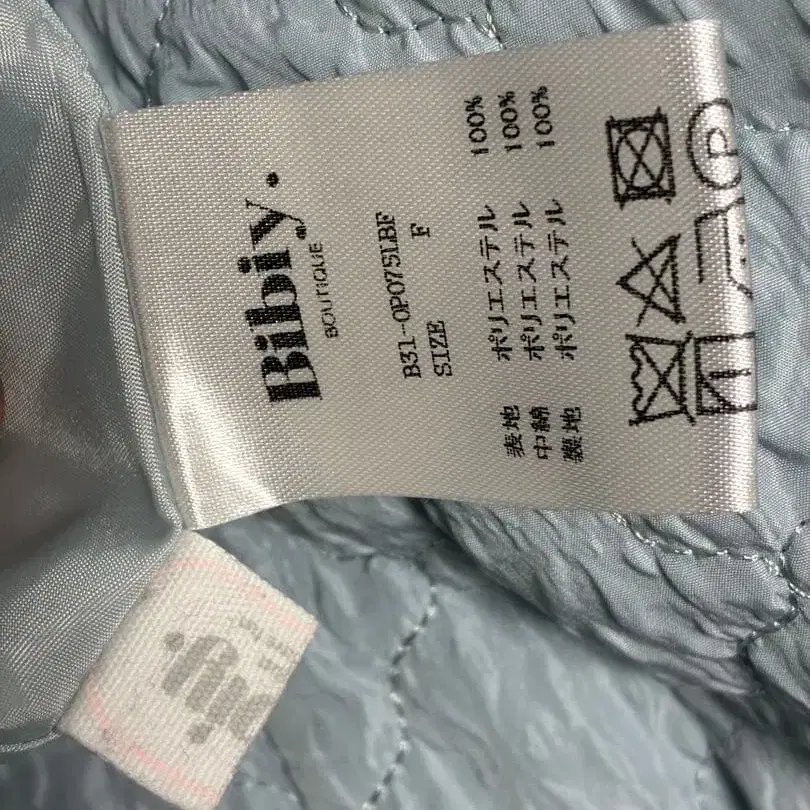 Bilbiy.
BOUTIQUE
B31-OP075LBF
SIZE F
表地 ポリエステル 100%
中綿 ポリエステル 100%
裏地 ポリエステル 100%
P